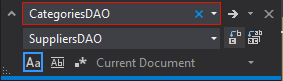 CategoriesDAO
SuppliersDAO
Aa Ab .* Current Document